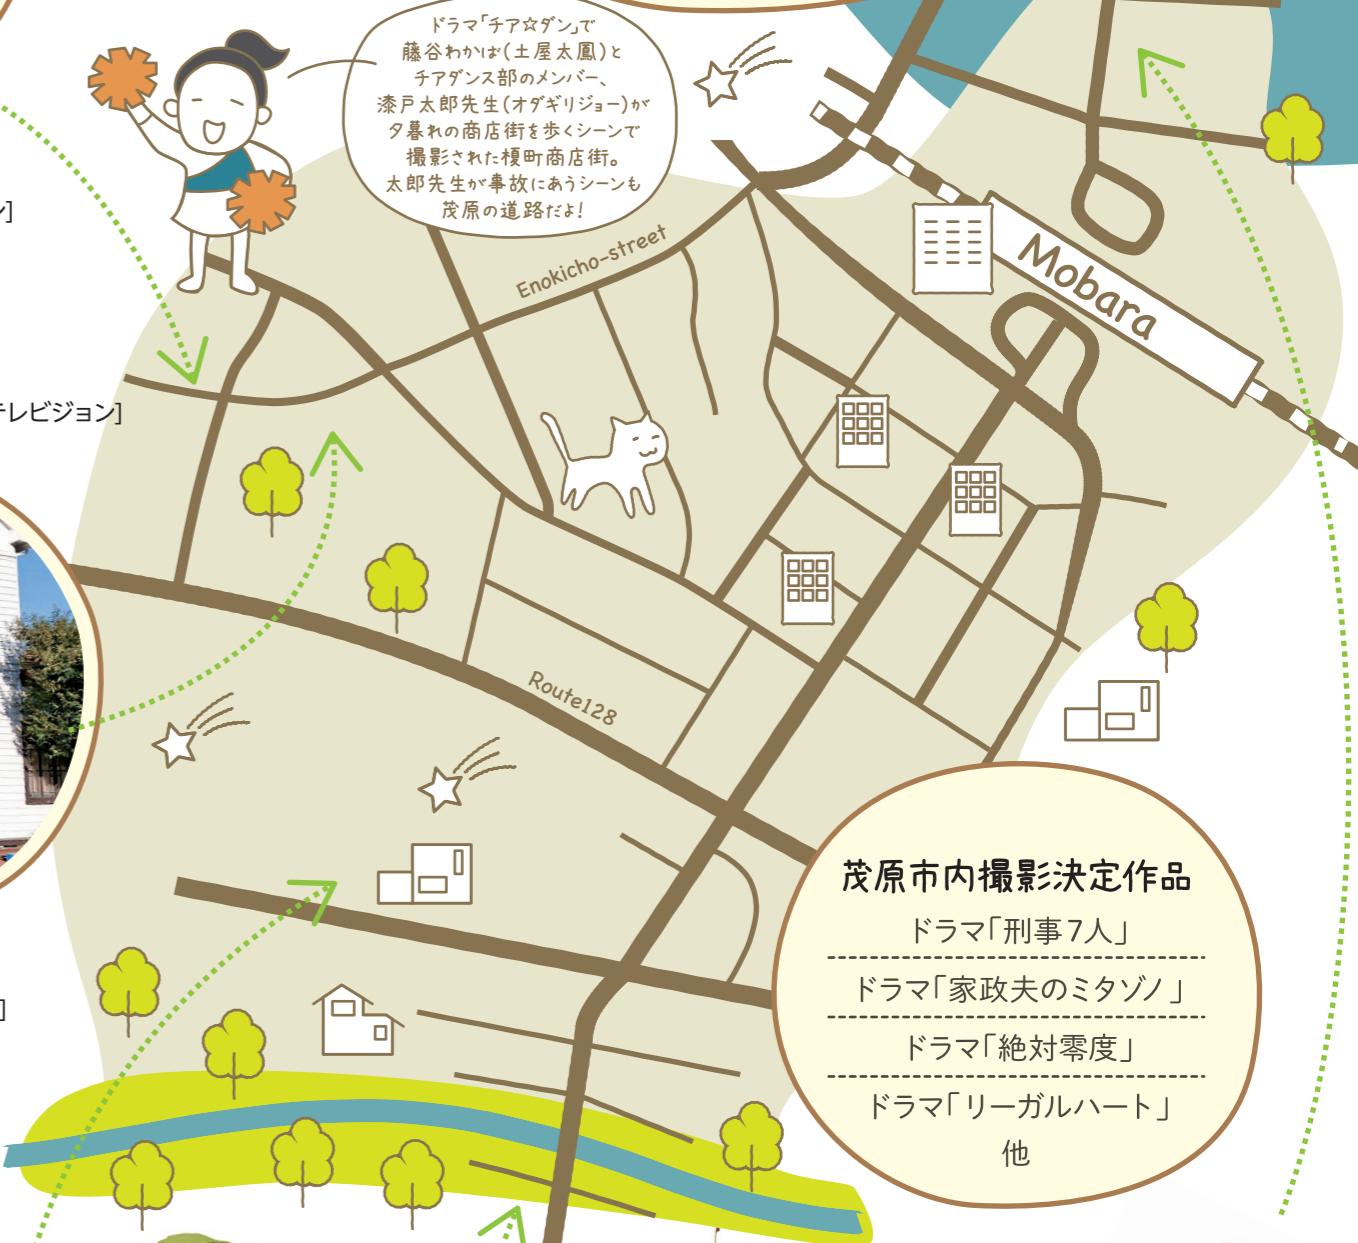 ドラマ「チア☆ダン」で
藤谷わかば(土屋太鳳)と
チアダンス部のメンバー、
漆戸太郎先生(オダギリジョー)が
夕暮れの商店街を歩くシーンで
撮影された榎町商店街。
太郎先生が事故にあうシーンも
茂原の道路だよ!
ン]
Enokicho-street
Mobara
テレビジョン]
Route128
茂原市内撮影決定作品
ドラマ「刑事7人」
ドラマ「家政夫のミタゾノ」
ドラマ「絶対零度」
ドラマ「リーガルハート」
他
]